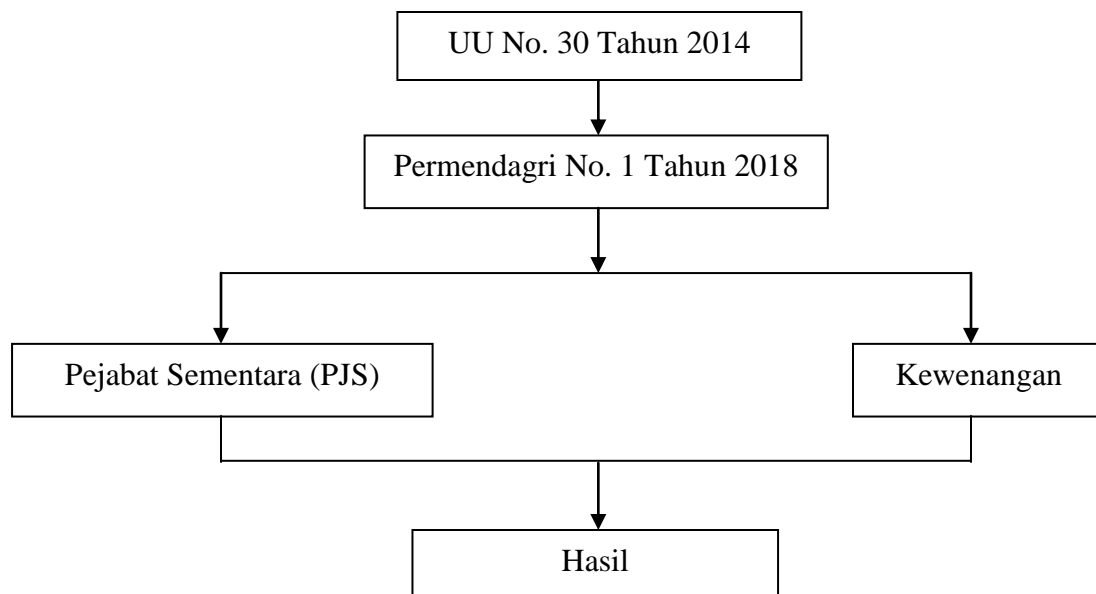 UU No. 30 Tahun 2014
Permendagri No. 1 Tahun 2018
Pejabat Sementara (PJS)
Kewenangan
Hasil